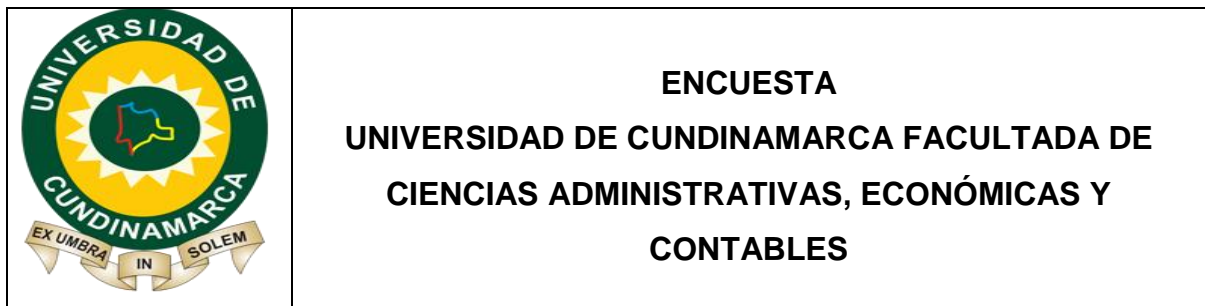 UNIVERSIDAD DE
CUNDINAMARCA
EX UMBRA
IN
SOLEM
ENCUESTA
UNIVERSIDAD DE CUNDINAMARCA FACULTADA DE
CIENCIAS ADMINISTRATIVAS, ECONÓMICAS Y
CONTABLES